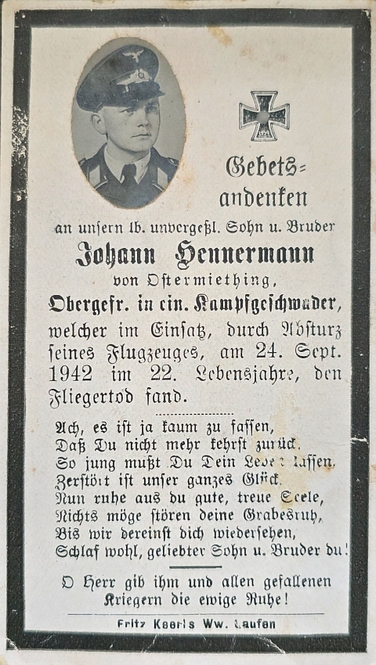 Gebets=
andenken
an unsern lb. unvergeßl. Sohn u. Bruder
Johann Hennermann
von Ostermiething,
Obergefr. in ein. Kampfgeschwader,
welcher im Einsatz, durch Absturz
seines Flugzeuges, am 24. Sept.
1942 im 22. Lebensjahre, den
Fliegertod fand.
Ach, es ist ja kaum zu fassen,
Daß Du nicht mehr kehrst zurück.
So jung mußt Du Dein Leben lassen.
Zerstört ist unser ganzes Glück.
Nun ruhe aus du gute, treue Seele,
Nichts möge stören deine Grabesruh,
Bis wir dereinst dich wiedersehen,
Schlaf wohl, geliebter Sohn u. Bruder du!
O Herr gib ihm und allen gefallenen
Kriegern die ewige Ruhe!
Fritz Keerls Ww. Laufen